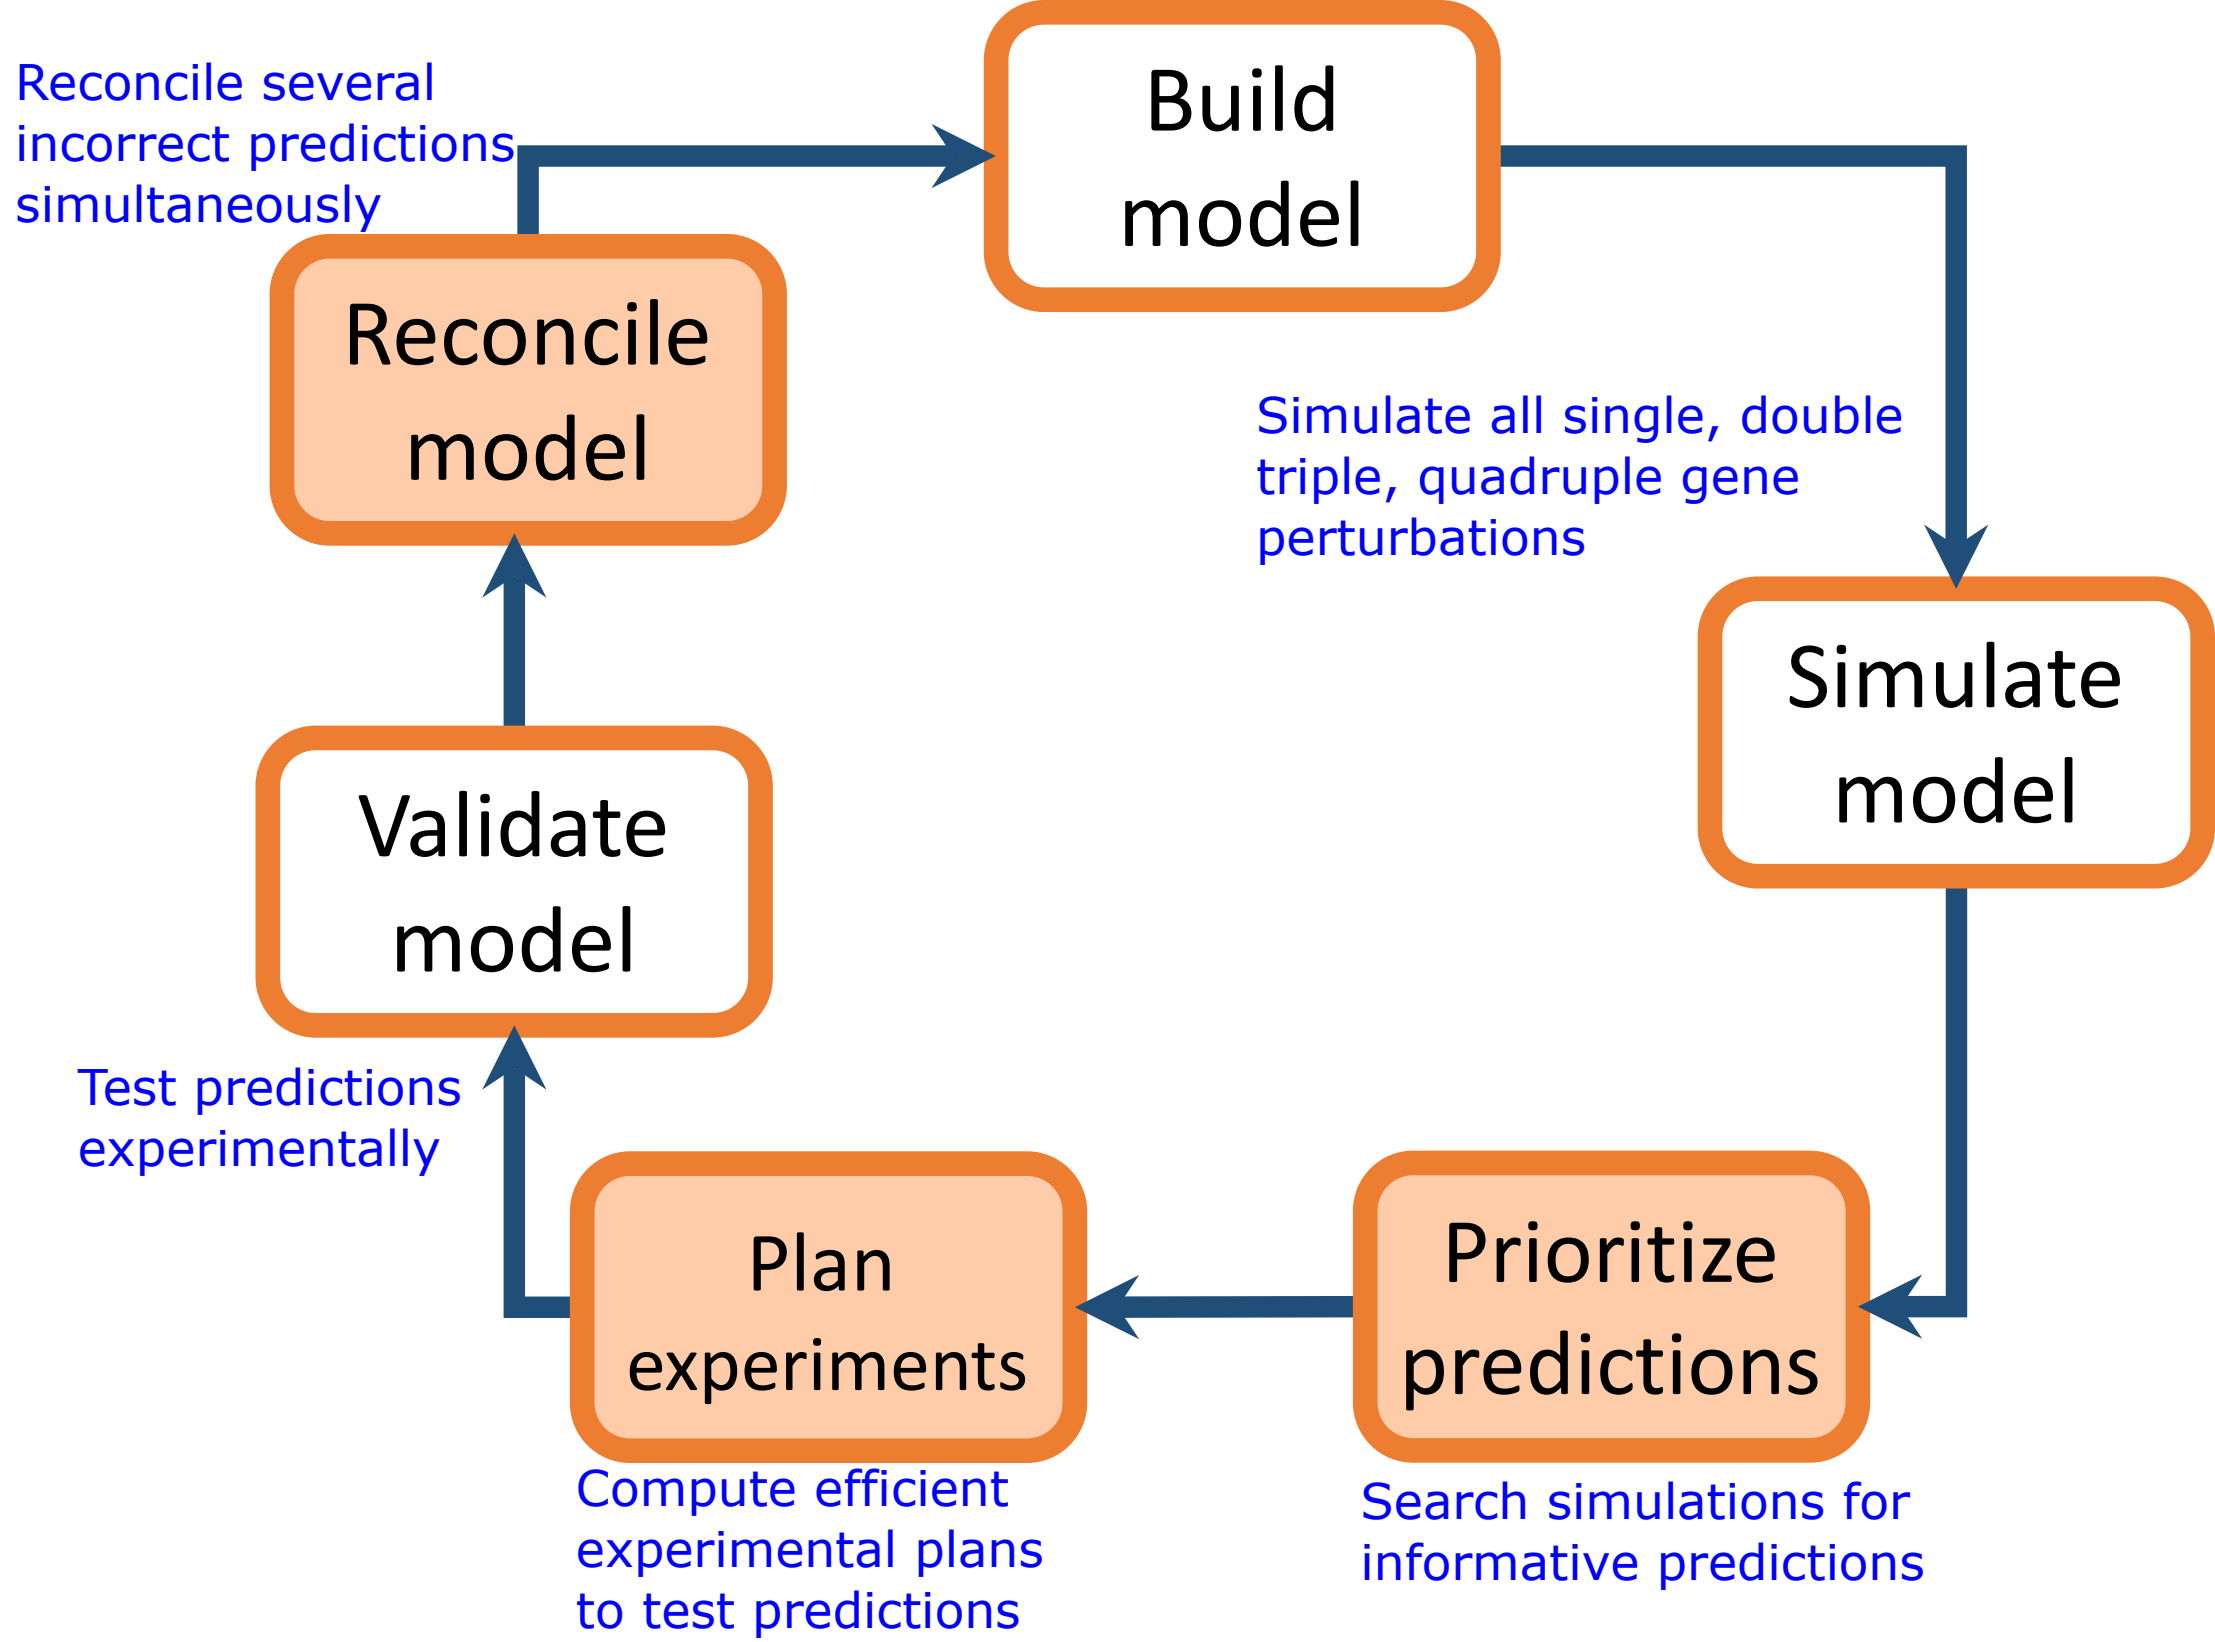 Build
model
Simulate all single, double
triple, quadruple gene
perturbations
Simulate
model
Prioritize
predictions
Search simulations for
informative predictions
Plan
experiments
Compute efficient
experimental plans
to test predictions
Test predictions
experimentally
Validate
model
Reconcile
model
Reconcile several
incorrect predictions
simultaneously